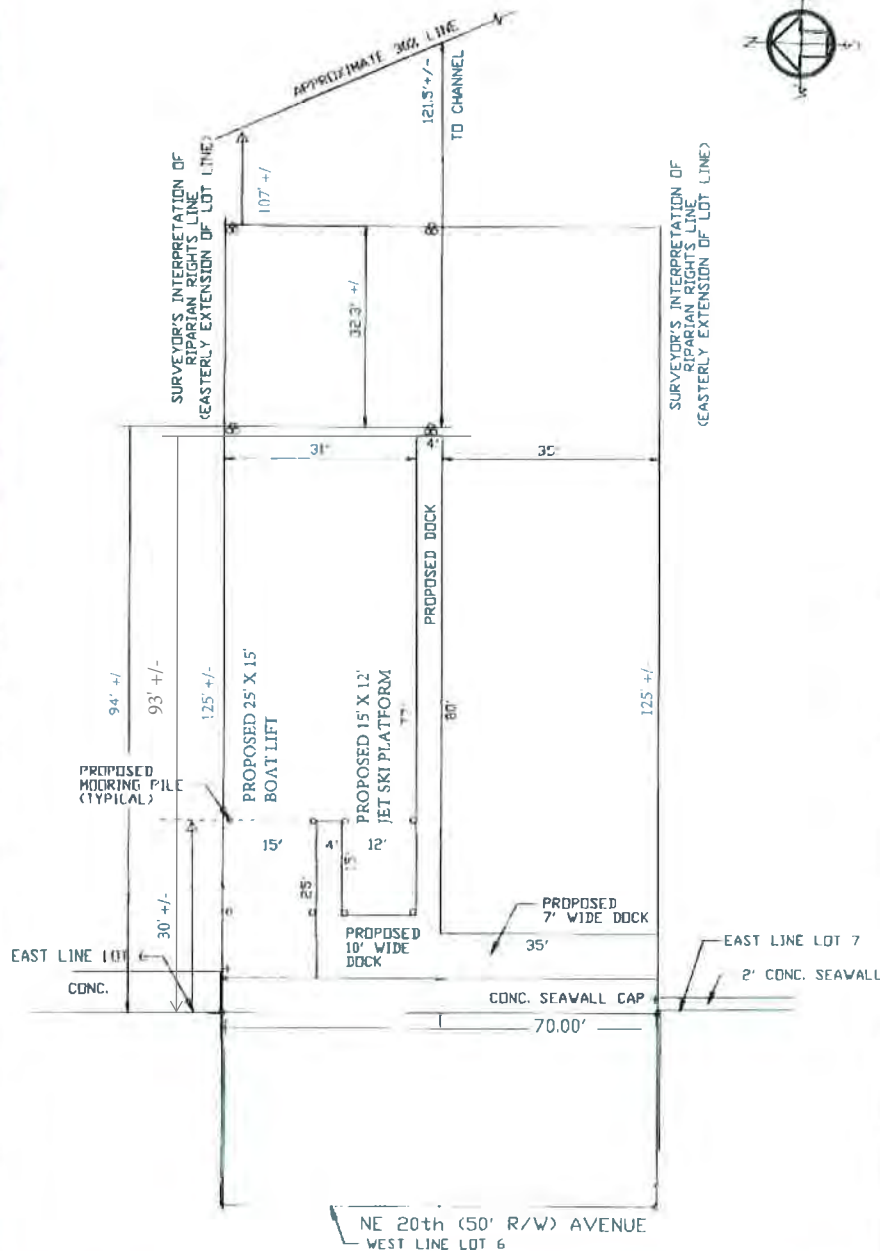 APPROXIMATE 30% LINE
121.5'+/-
TO CHANNEL
N
107' +/
SURVEYOR'S INTERPRETATION OF
RIPARIAN RIGHTS LINE
(EASTERLY EXTENSION OF LOT LINE)
SURVEYOR'S INTERPRETATION OF
RIPARIAN RIGHTS LINE
(EASTERLY EXTENSION OF LOT LINE)
32.3' +/
31'
4'
35'
PROPOSED DOCK
94' +/
93' +/-
125' +/-
PROPOSED 25' X 15'
BOAT LIFT
PROPOSED 15' X 12'
JET SKI PLATFORM
77'
80'
125' +/-
PROPOSED
MOORING PILE
(TYPICAL)
15'
4'
12'
15'
25'
30' +/-
PROPOSED
7' WIDE DOCK
PROPOSED
10' WIDE
DOCK
35'
EAST LINE LOT 6
EAST LINE LOT 7
CONC.
2' CONC. SEAWALL
CONC. SEAWALL CAP
70.00'
NE 20th (50' R/W) AVENUE
WEST LINE LOT 6